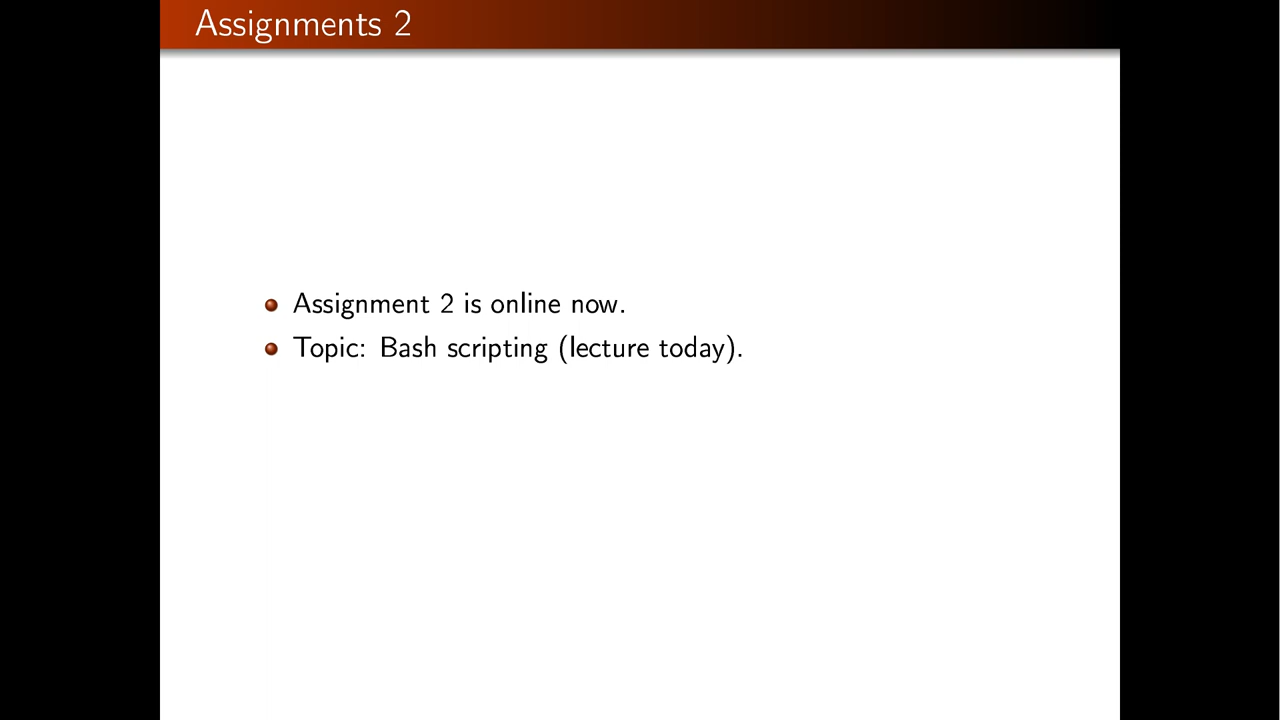 Assignments 2
Assignment 2 is online now.
Topic: Bash scripting (lecture today).